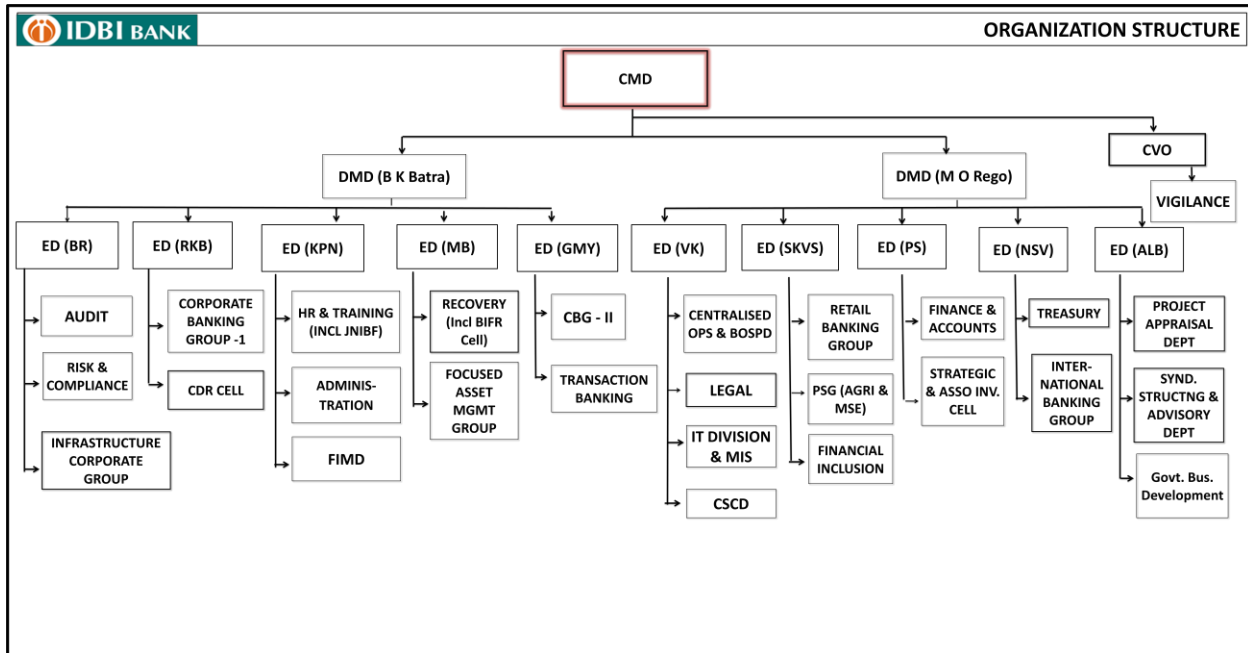 IDBI BANK
ORGANIZATION STRUCTURE
CMD
CVO
DMD (B K Batra)
DMD (M O Rego)
VIGILANCE
ED (BR)
ED (RKB)
ED (KPN)
ED (MB)
ED (GMY)
ED (VK)
ED (SKVS)
ED (PS)
ED (NSV)
ED (ALB)
AUDIT
RISK &
COMPLIANCE
INFRASTRUCTURE
CORPORATE
GROUP
CORPORATE
BANKING
GROUP -1
CDR CELL
HR & TRAINING
(INCL JNIBF)
ADMINIS-
TRATION
FIMD
RECOVERY
(Incl BIFR
Cell)
FOCUSED
ASSET
MGMT
GROUP
CBG - II
TRANSACTION
BANKING
CENTRALISED
OPS & BOSPD
LEGAL
IT DIVISION
& MIS
CSCD
RETAIL
BANKING
GROUP
PSG (AGRI &
MSE)
FINANCIAL
INCLUSION
FINANCE &
ACCOUNTS
STRATEGIC
& ASSO INV.
CELL
TREASURY
INTER-
NATIONAL
BANKING
GROUP
PROJECT
APPRAISAL
DEPT
SYND.
STRUCTNG &
ADVISORY
DEPT
Govt. Bus.
Development